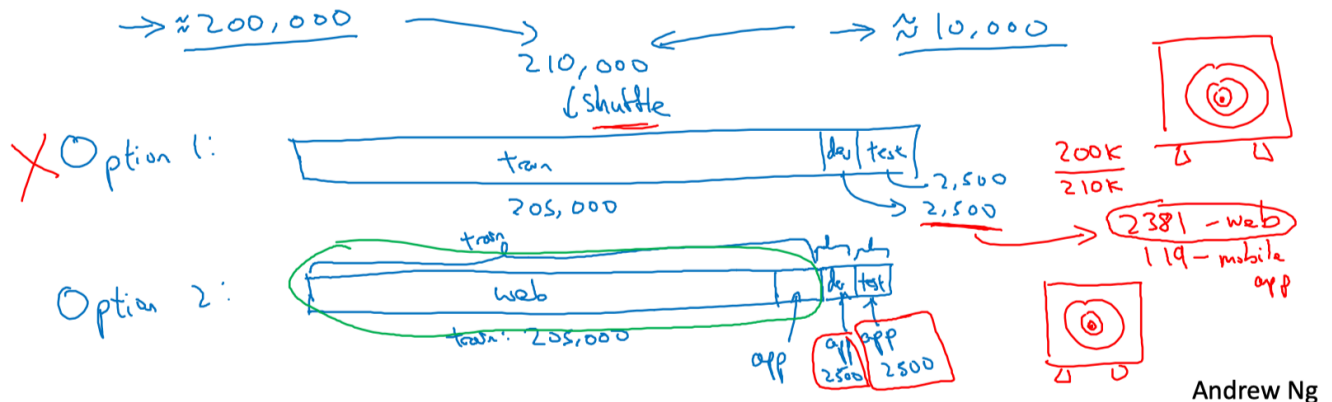 → ≈ 200,000 → ← → ≈ 10,000
210,000
↓ shuffle
X Option 1:
train
dev
test
205,000
2,500
2,500
200K
210K
2381 - web
119 - mobile
app
train
Option 2:
web
dev
test
train: 205,000
app
app
2500
app
2500
Andrew Ng